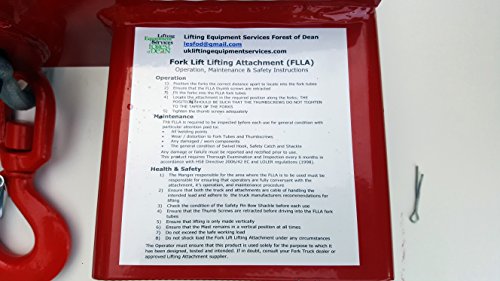 Lifting
Equipment
Services
FOREST
of DEAN
Lifting Equipment Services Forest of Dean
lesfod@gmail.com
ukliftingequipmentservices.com
Fork Lift Lifting Attachment (FLLA)
Operation, Maintenance & Safety Instructions
Operation
1) Position the forks the correct distance apart to locate into the fork tubes
2) Ensure that the FLLA thumb screws are retracted
3) Fit the forks into the FLLA fork tubes
4) Locate the attachment in the required position along the forks, THE
POSITION SHOULD BE SUCH THAT THE THUMBSCREWS DO NOT TIGHTEN
TO THE TAPER OF THE FORKS
5) Tighten the thumb screws adequately
Maintenance
The FLLA is required to be inspected before each use for general condition with
particular attention paid to:
• All welding points
• Wear / distortion to Fork Tubes and Thumbscrews
• Any damaged / worn components
• The general condition of Swivel Hook, Safety Catch and Shackle
Any damage or failure must be reported and rectified prior to use.
This product requires Thorough Examination and Inspection every 6 months in
accordance with HSE Directive 2006/42 EC and LOLER regulations (1998).
Health & Safety
1) The Manger responsible for the area where the FLLA is to be used must be
responsible for ensuring that operators are fully conversant with the
attachment, it's operation, and maintenance procedure
2) Ensure that both the truck and attachments are cable of handling the
intended load and adhere to the truck manufacturers recommendations for
lifting
3) Check the condition of the Safety Pin Bow Shackle before each use
4) Ensure that the Thumb Screws are retracted before driving into the FLLA fork
tubes
5) Ensure lifting is only made vertically
6) Ensure that the Mast remains in a vertical position at all times
7) Do not exceed the safe working load
8) Do not shock load the Fork Lift Lifting Attachment under any circumstances
The Operator must ensure that this product is used solely for the purpose to which it
has been designed, tested and intended. If in doubt, consult your Fork Truck dealer or
approved Lifting Attachment supplier.